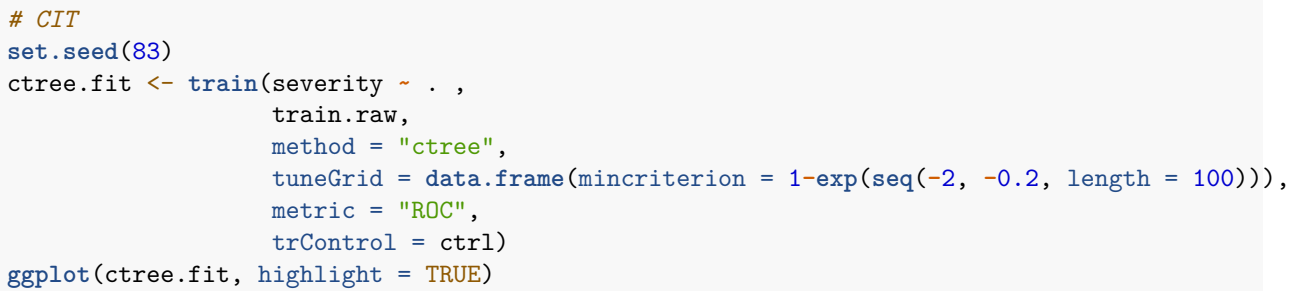 # CIT
set.seed(83)
ctree.fit <- train(severity ~ . ,
                   train.raw,
                   method = "ctree",
                   tuneGrid = data.frame(mincriterion = 1-exp(seq(-2, -0.2, length = 100))),
                   metric = "ROC",
                   trControl = ctrl)
ggplot(ctree.fit, highlight = TRUE)